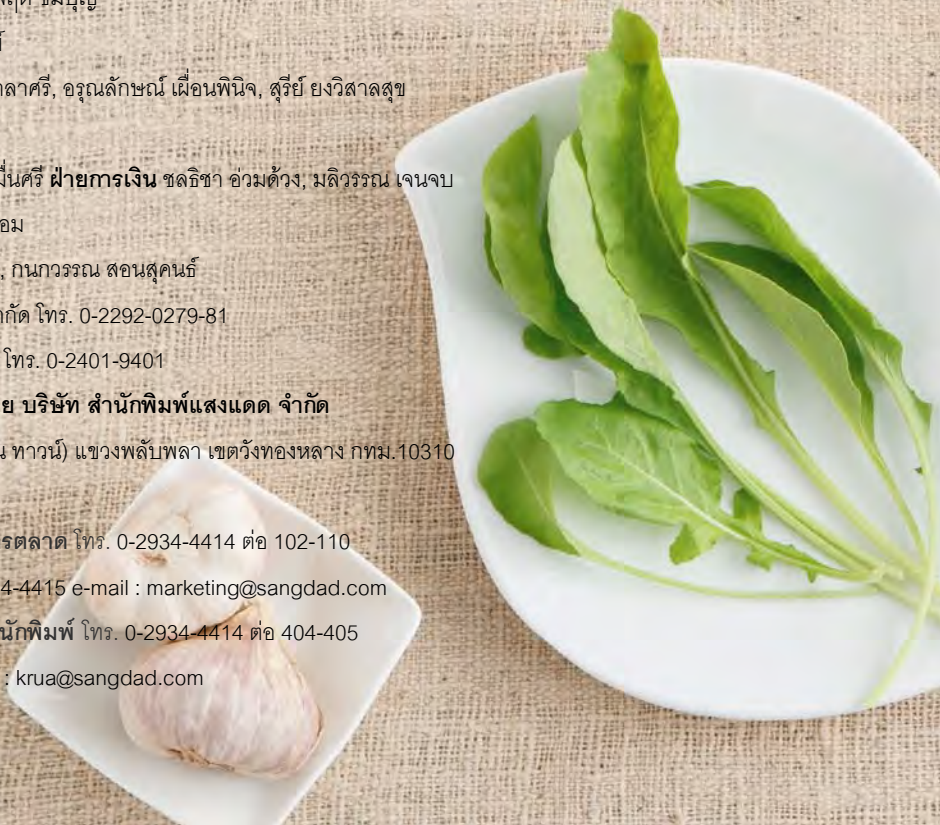 ชมบุญ
ลาศรี, อรุณลักษณ์ เผื่อนพินิจ, สุรีย์ ยงวิสาลสุข
มื่นศรี ฝ่ายการเงิน ชลธิชา อ่วมด้วง, มลิวรรณ เจนจบ
อม
, กนกวรรณ สอนสุคนธ์
ำกัด โทร. 0-2292-0279-81
โทร. 0-2401-9401
ย บริษัท สำนักพิมพ์แสงแดด จำกัด
น ทาวน์) แขวงพลับพลา เขตวังทองหลาง กทม.10310
รตลาด โทร. 0-2934-4414 ต่อ 102-110
4-4415 e-mail : marketing@sangdad.com
นักพิมพ์ โทร. 0-2934-4414 ต่อ 404-405
: krua@sangdad.com